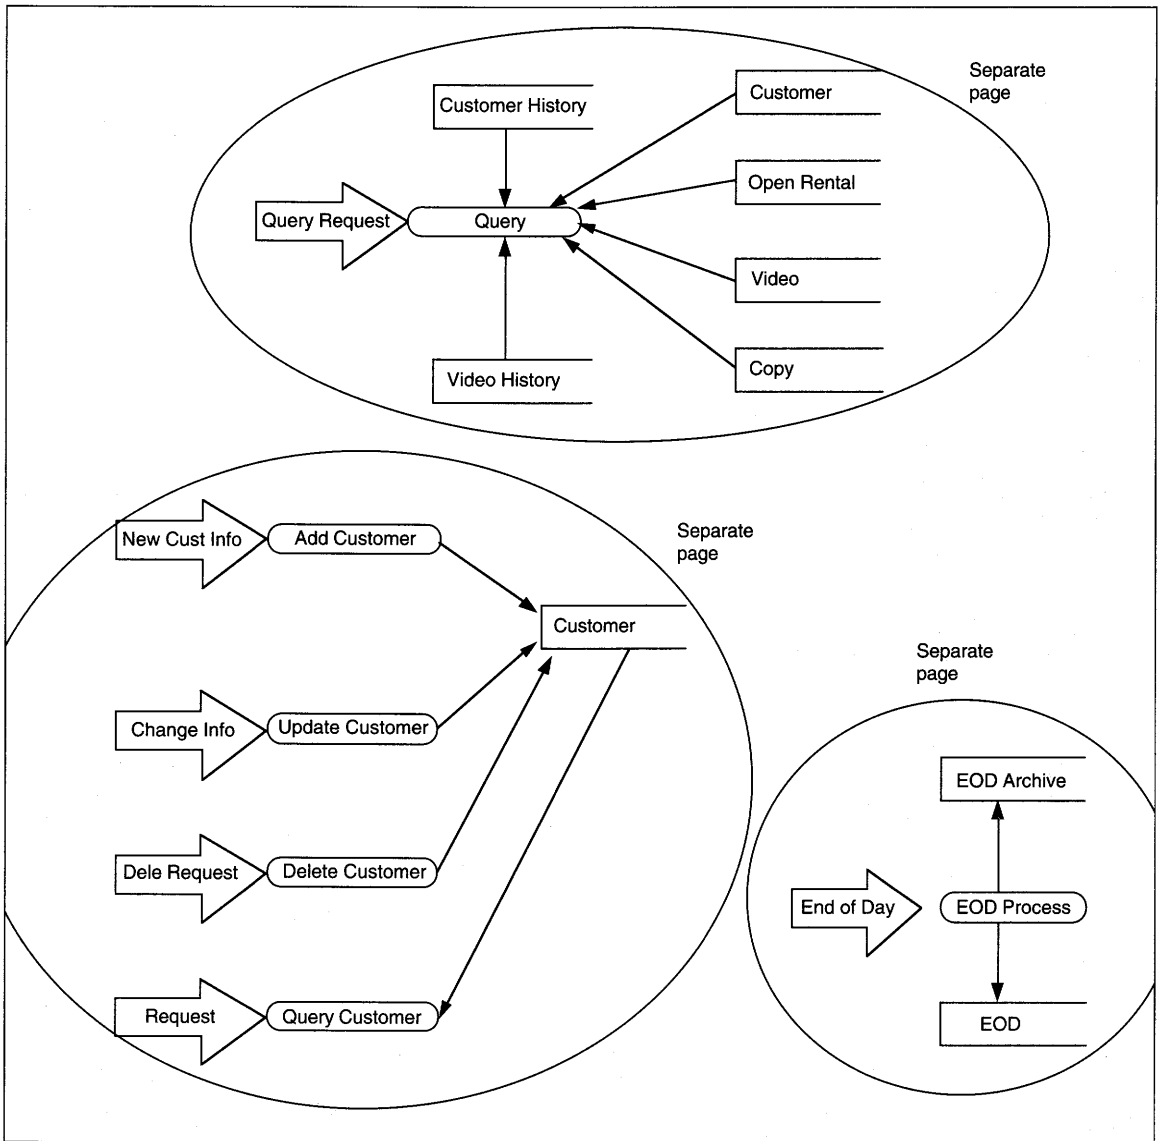 Separate
page
Customer History
Customer
Open Rental
Query Request
Query
Video
Video History
Copy
New Cust Info
Add Customer
Separate
page
Customer
Change Info
Update Customer
Dele Request
Delete Customer
Request
Query Customer
Separate
page
EOD Archive
End of Day
EOD Process
EOD